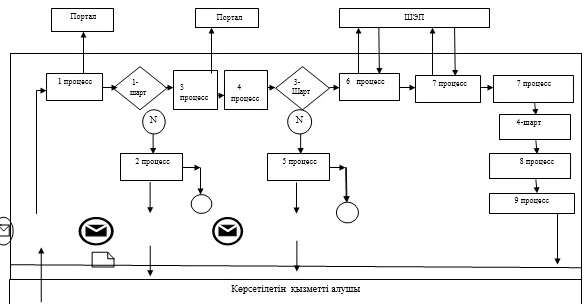 Портал
Портал
ШЭП
1 процесс
1-
шарт
3
процесс
4
процесс
3-
Шарт
6 процесс
7 процесс
7 процесс
N
N
4-шарт
2 процесс
5 процесс
8 процесс
9 процесс
Көрсетілетін қызметті алушы